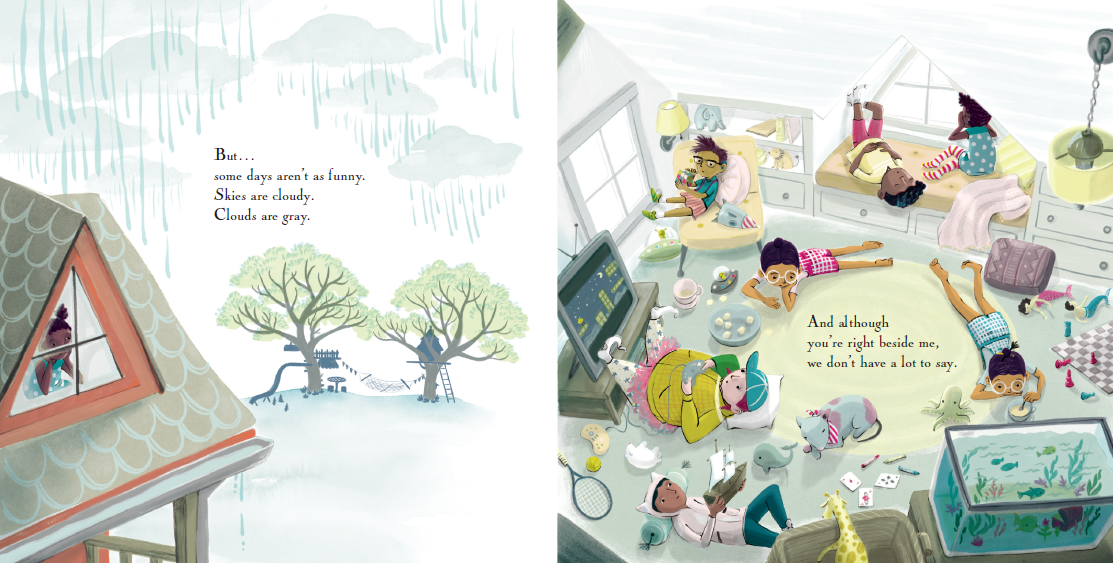 But…
some days aren't as funny.
Skies are cloudy.
Clouds are gray.
And although
you're right beside me,
we don't have a lot to say.